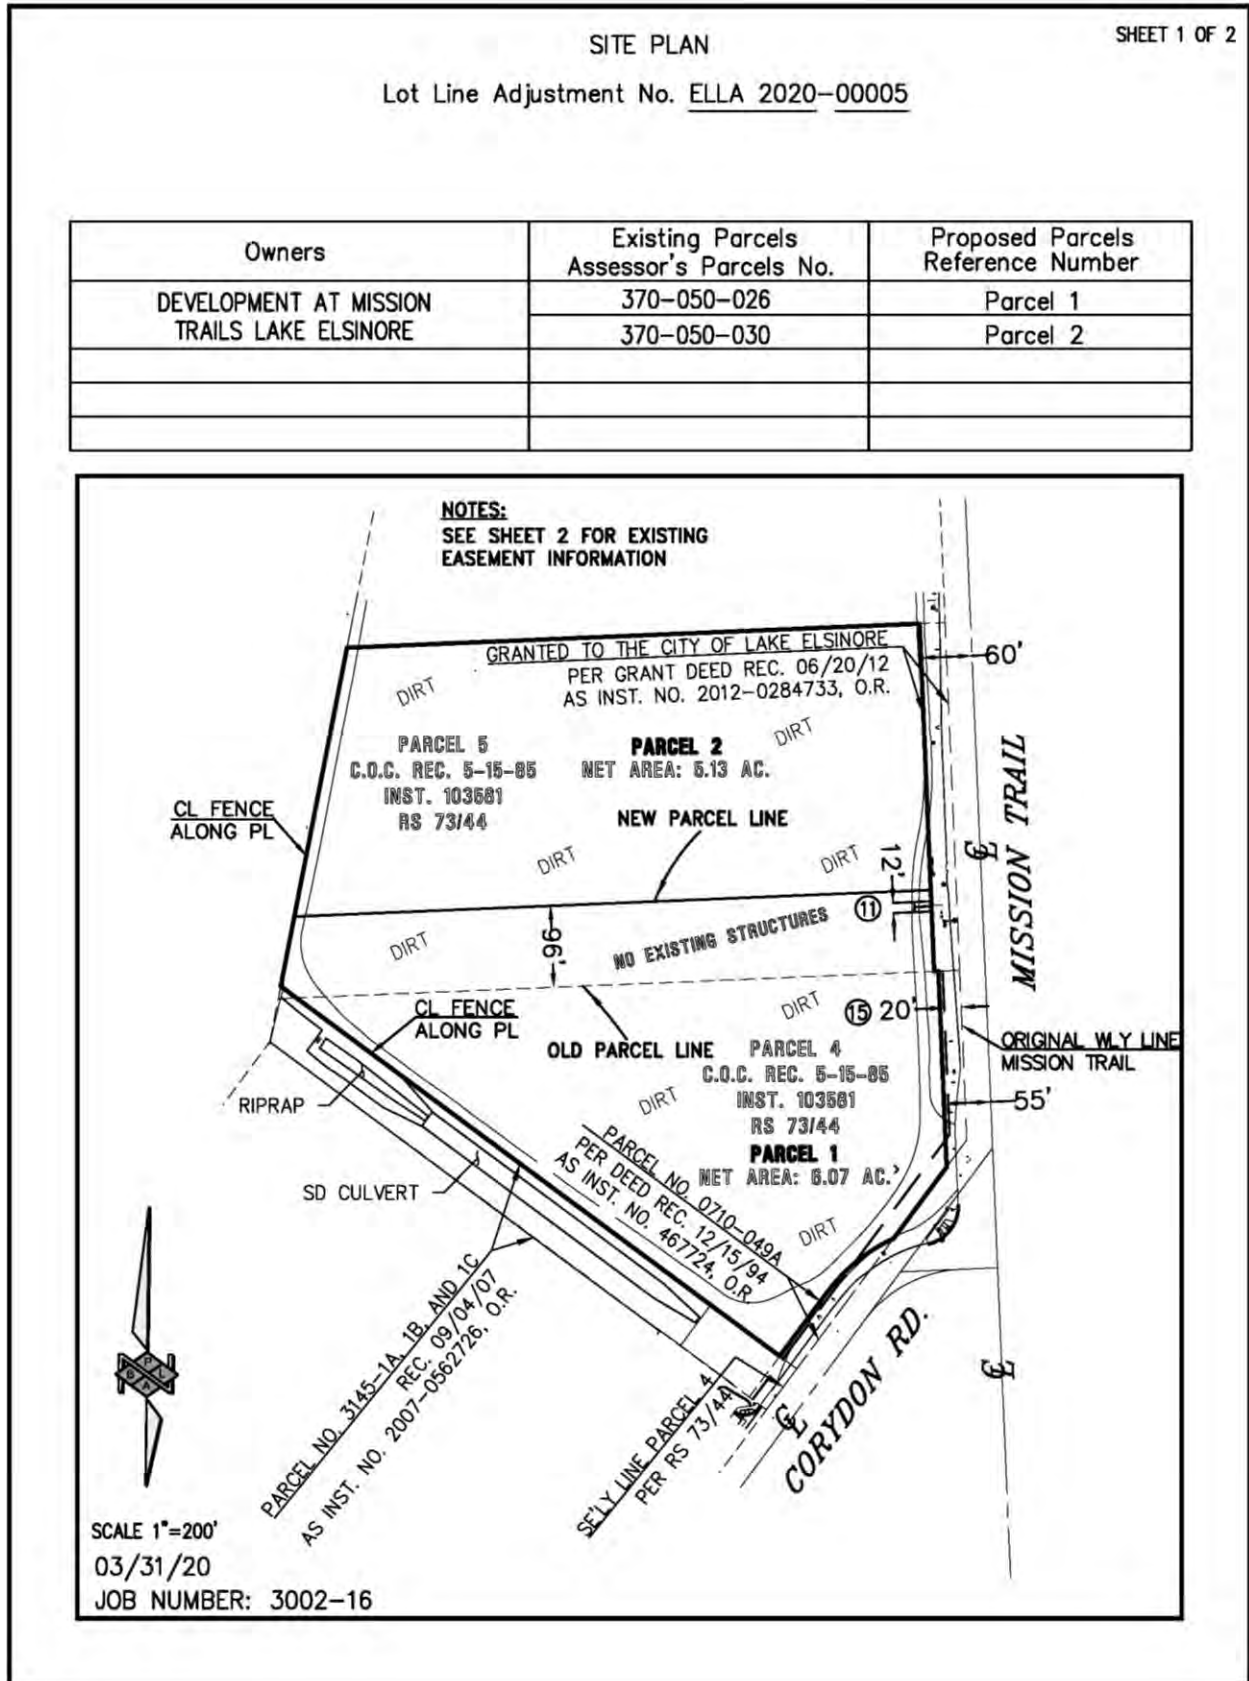 SHEET 1 OF 2
SITE PLAN
Lot Line Adjustment No. ELLA 2020-00005
Owners
Existing Parcels
Assessor's Parcels No.
Proposed Parcels
Reference Number
DEVELOPMENT AT MISSION
TRAILS LAKE ELSINORE
370-050-026
Parcel 1
370-050-030
Parcel 2
NOTES:
SEE SHEET 2 FOR EXISTING
EASEMENT INFORMATION
GRANTED TO THE CITY OF LAKE ELSINORE
PER GRANT DEED REC. 06/20/12
AS INST. NO. 2012-0284733, O.R.
60'
DIRT
DIRT
PARCEL 5
C.O.C. REC. 5-15-85
INST. 103581
RS 73/44
PARCEL 2
NET AREA: 5.13 AC.
CL FENCE
ALONG PL
NEW PARCEL LINE
MISSION TRAIL
CL
DIRT
DIRT
12'
11
96'
DIRT
NO EXISTING STRUCTURES
CL FENCE
ALONG PL
DIRT
15 20'
OLD PARCEL LINE
ORIGINAL WLY LINE
MISSION TRAIL
PARCEL 4
C.O.C. REC. 5-15-85
INST. 103581
RS 73/44
PARCEL 1
NET AREA: 6.07 AC.
55'
DIRT
RIPRAP
SD CULVERT
PARCEL NO. 0710-049A
PER DEED REC. 12/15/94
AS INST. NO. 467724, O.R.
DIRT
PARCEL NO. 3145-1A, 1B, AND 1C
REC. 09/04/07
AS INST. NO. 2007-0562726, O.R.
SE'LY LINE PARCEL 4
PER RS 73/44
CL
CORYDON RD.
CL
P
B L
A
SCALE 1"=200'
03/31/20
JOB NUMBER: 3002-16